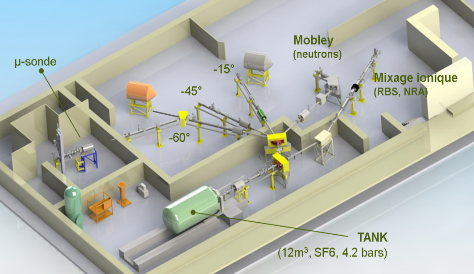 Mobley
(neutrons)
-15°
µ-sonde
Mixage ionique
(RBS, NRA)
-45°
-60°
TANK
(12m³, SF6, 4.2 bars)